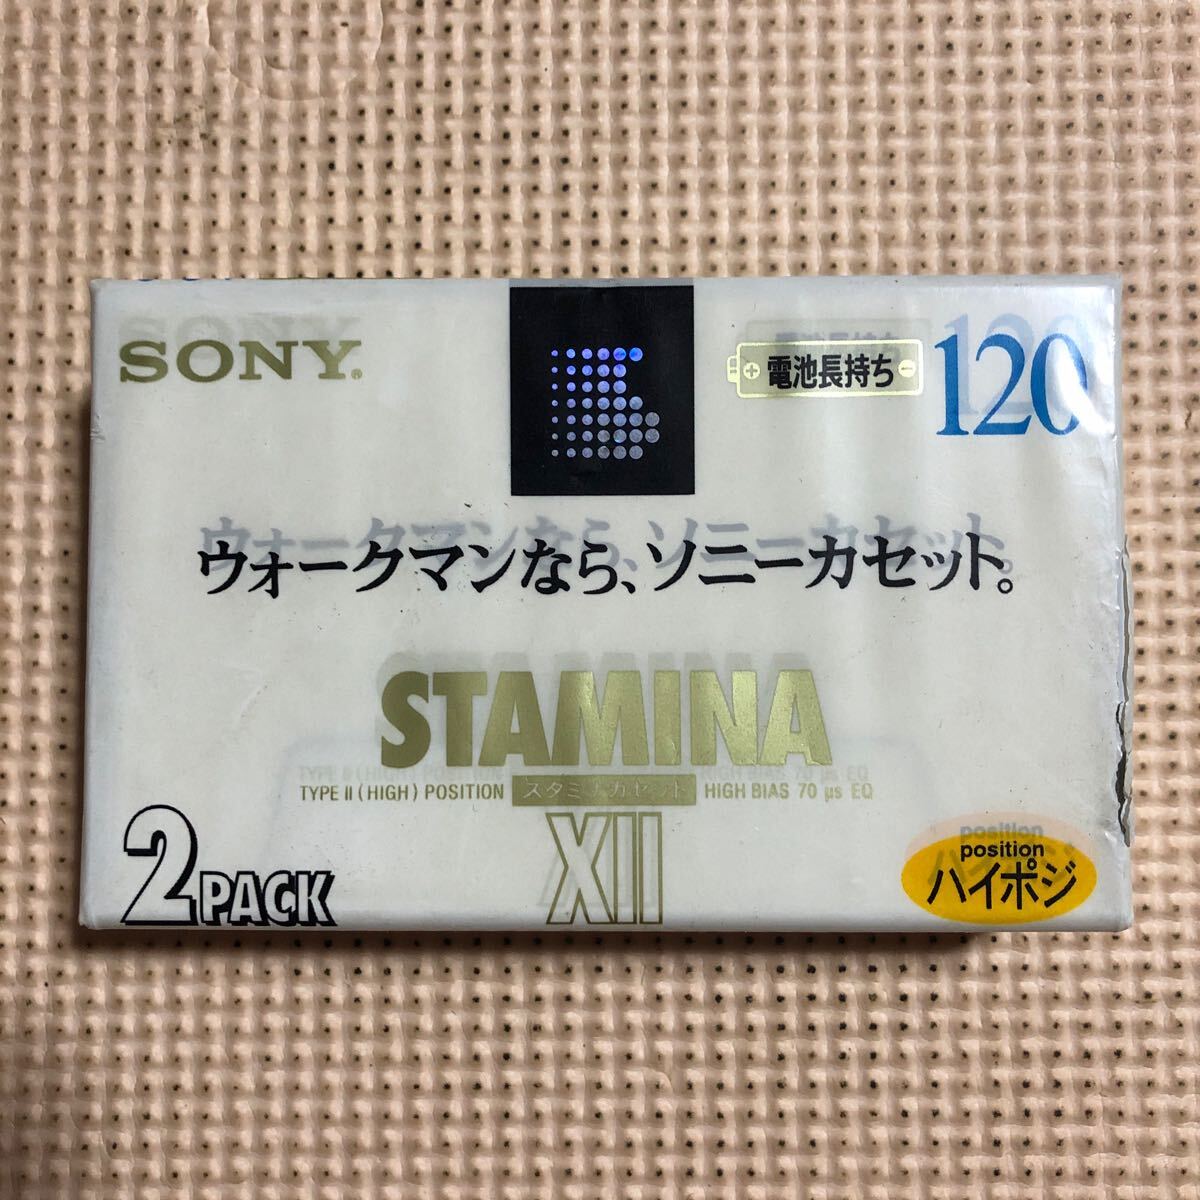 SONY®
電池長持ち 120
ウォークマンなら、ソニーカセット。
STAMINA
TYPE II (HIGH) POSITION スタミナカセット HIGH BIAS 70 μs EQ
XII
2PACK
position
ハイポジ